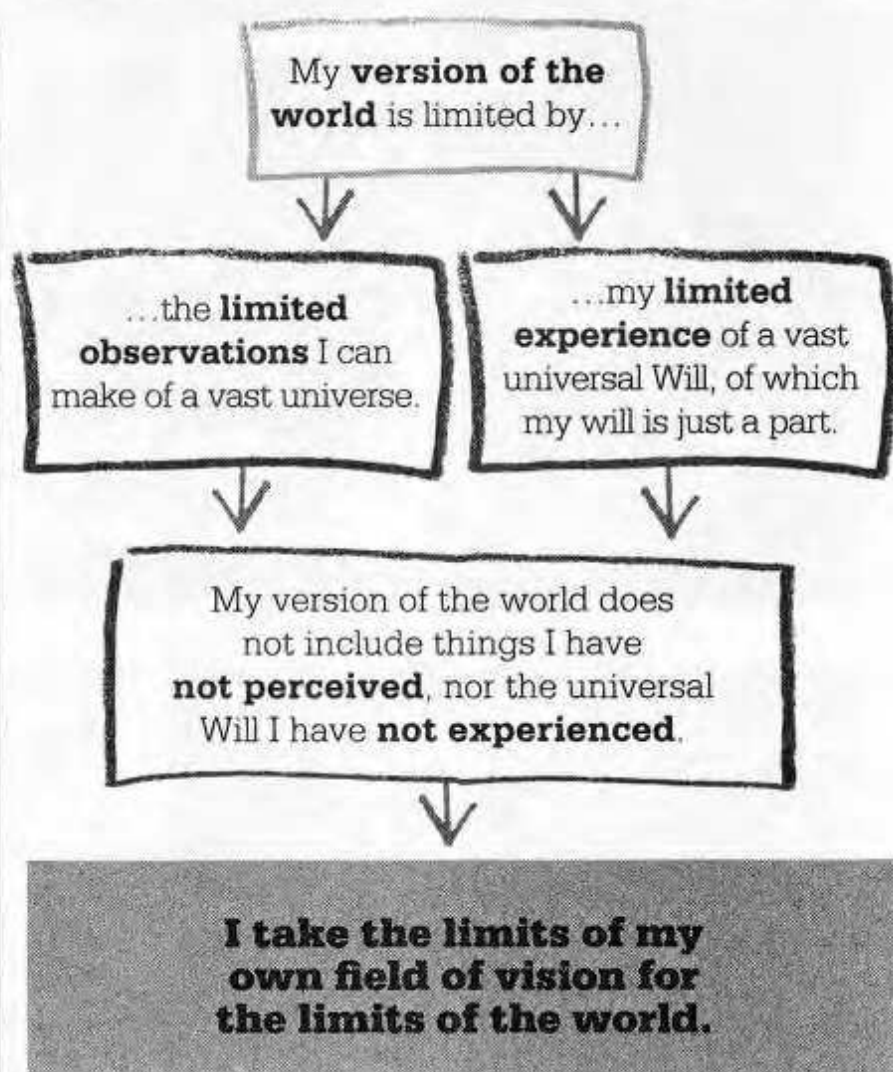 My version of the
world is limited by...
...the limited
observations I can
make of a vast universe.
...my limited
experience of a vast
universal Will, of which
my will is just a part.
My version of the world does
not include things I have
not perceived, nor the universal
Will I have not experienced.
I take the limits of my
own field of vision for
the limits of the world.